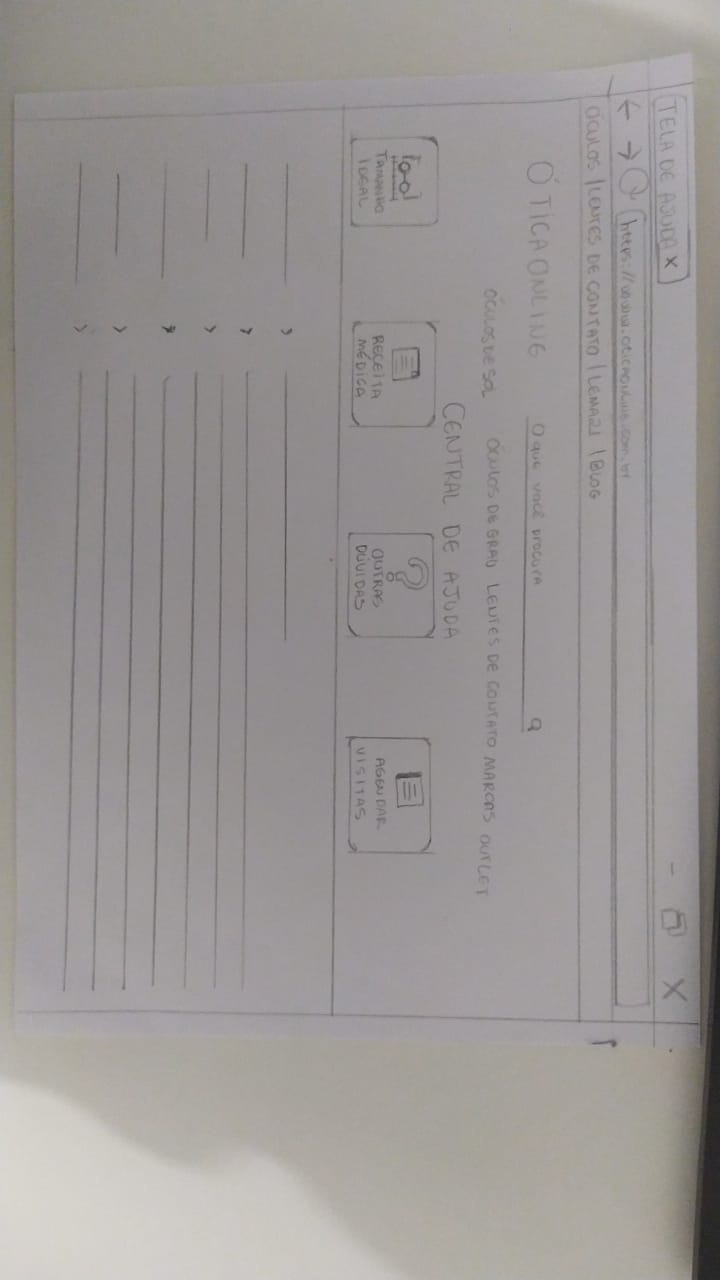 TELA DE AJUDA X
https://www.oticaonline.com.br
ÓCULOS | LENTES DE CONTATO | LEMA21 | BLOG
ÓTICA ONLINE
O que você procura
ÓCULOS DE SOL ÓCULOS DE GRAU LENTES DE CONTATO MARCAS OUTLET
CENTRAL DE AJUDA
TAMANHO
IDEAL
RECEITA
MÉDICA
?
OUTRAS
DÚVIDAS
AGENDAR
VISITAS